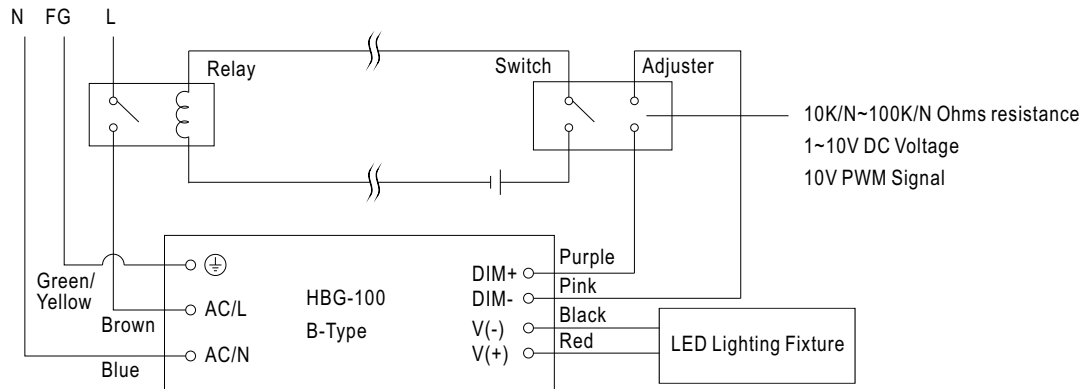 N FG L
Relay
Switch
Adjuster
10K/N~100K/N Ohms resistance
1~10V DC Voltage
10V PWM Signal
Green/
Yellow
Brown
Blue
AC/L
AC/N
HBG-100
B-Type
DIM+
DIM-
V(-)
V(+)
Purple
Pink
Black
Red
LED Lighting Fixture